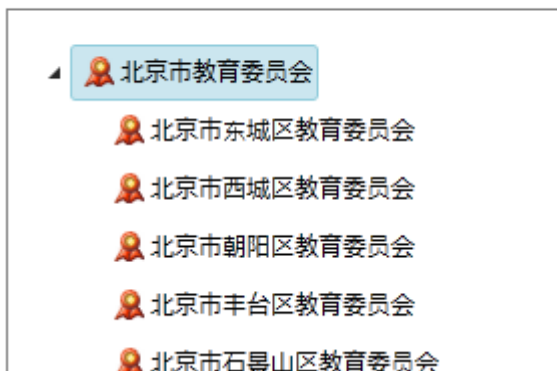 北京市教育委员会
北京市东城区教育委员会
北京市西城区教育委员会
北京市朝阳区教育委员会
北京市丰台区教育委员会
北京市石景山区教育委员会